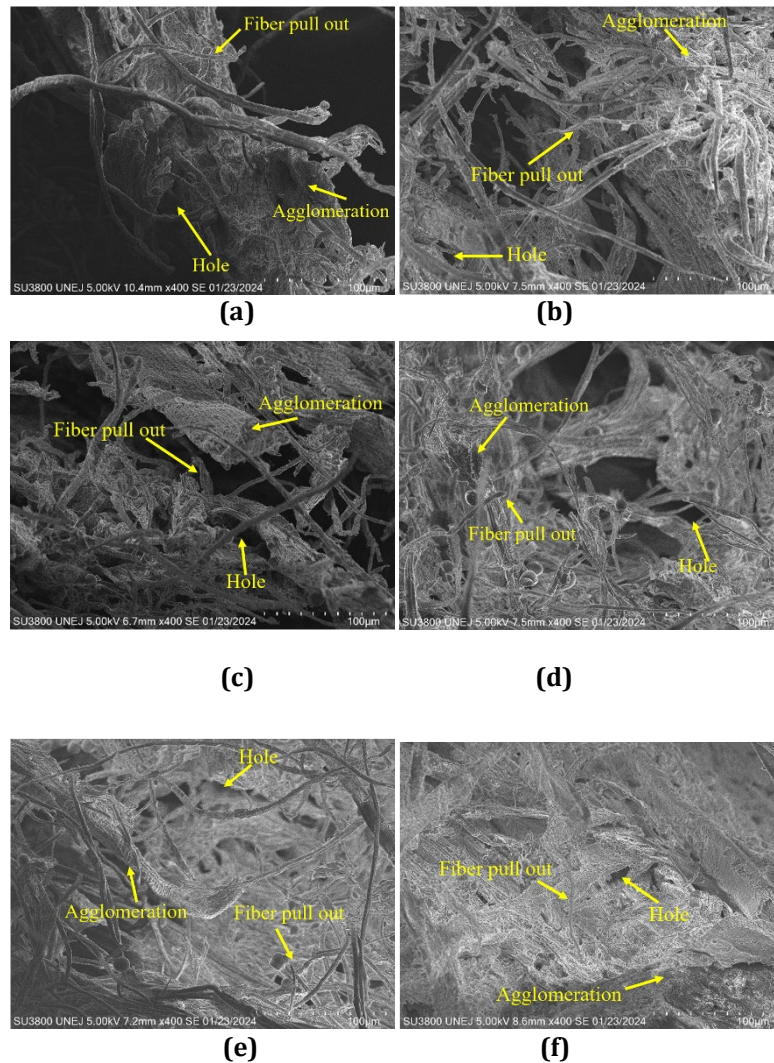 Fiber pull out
Agglomeration
Hole
SU3800 UNEJ 5.00kV 10.4mm x400 SE 01/23/2024 100µm
(a)
Agglomeration
Fiber pull out
Hole
SU3800 UNEJ 5.00kV 7.5mm x400 SE 01/23/2024 100µm
(b)
Agglomeration
Fiber pull out
Hole
SU3800 UNEJ 5.00kV 6.7mm x400 SE 01/23/2024 100µm
(c)
Agglomeration
Fiber pull out
Hole
SU3800 UNEJ 5.00kV 7.5mm x400 SE 01/23/2024 100µm
(d)
Hole
Agglomeration
Fiber pull out
SU3800 UNEJ 5.00kV 7.2mm x400 SE 01/23/2024 100µm
(e)
Fiber pull out
Hole
Agglomeration
SU3800 UNEJ 5.00kV 8.6mm x400 SE 01/23/2024 100µm
(f)